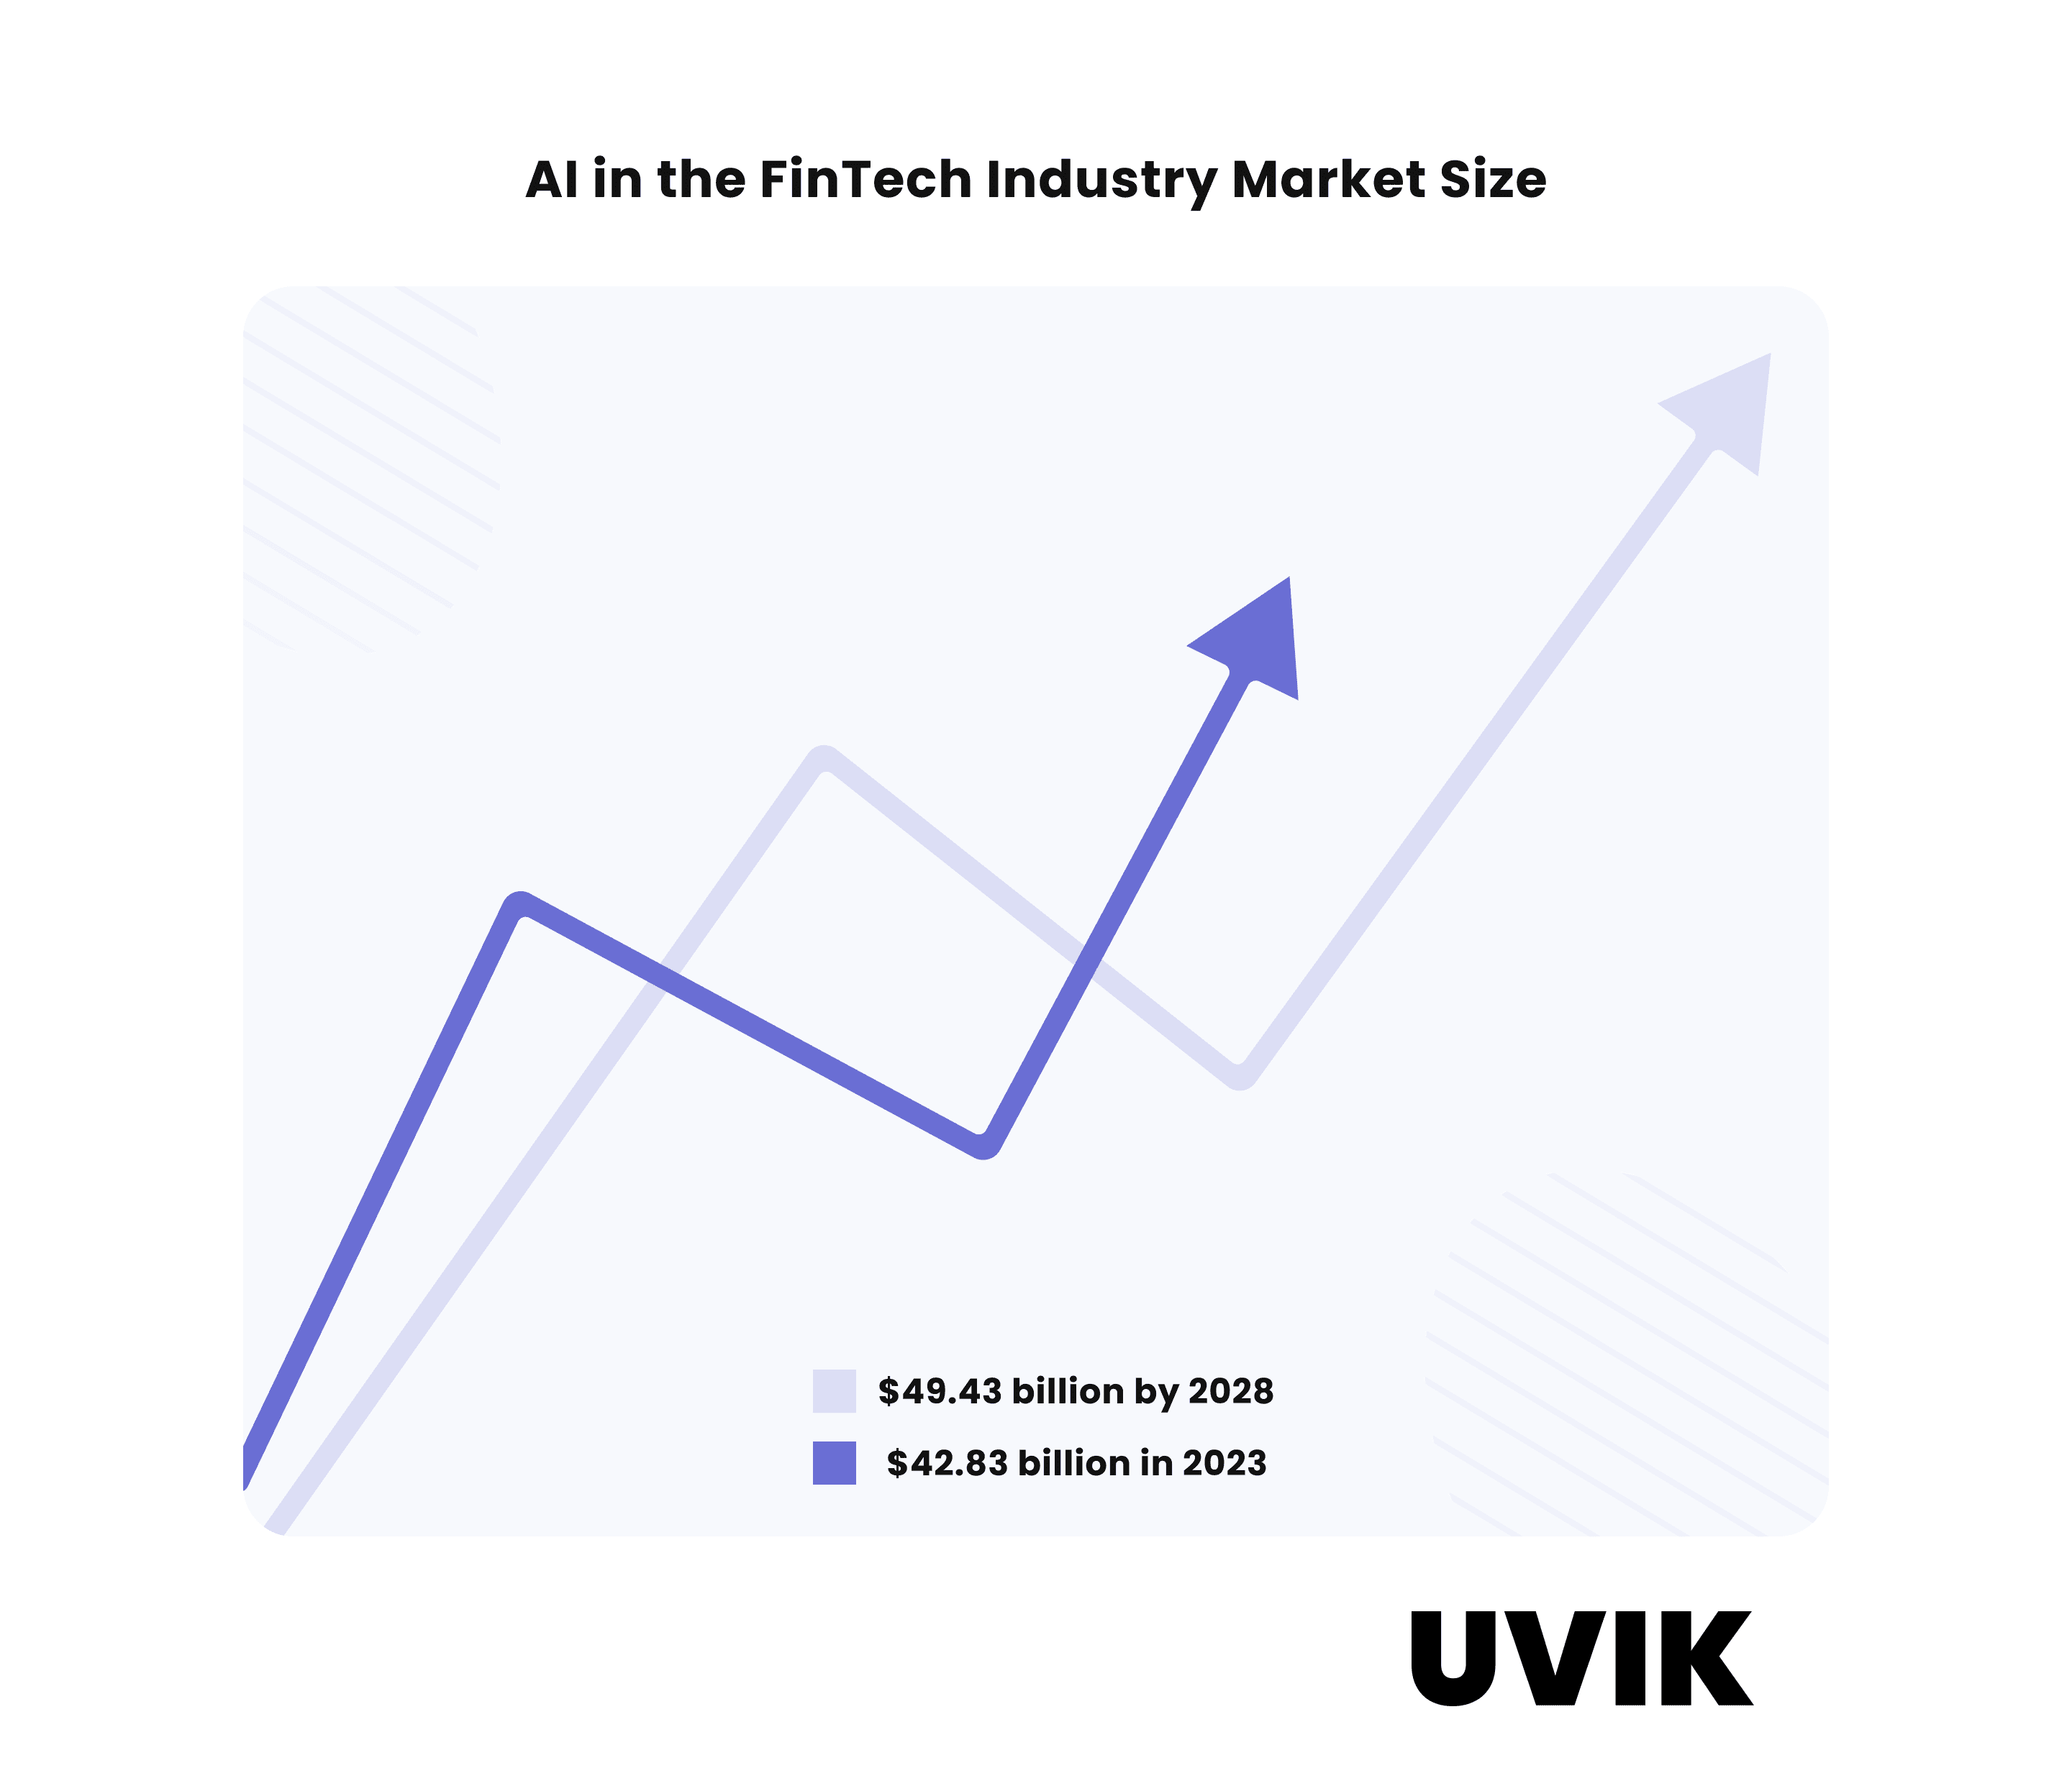 AI in the FinTech Industry Market Size
$49.43 billion by 2028
$42.83 billion in 2023
UVIK